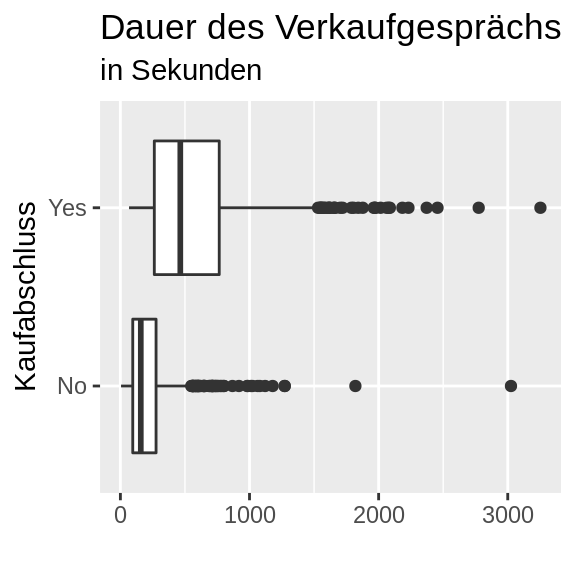 Dauer des Verkaufgesprächs
in Sekunden
Kaufabschluss
Yes
No
0 1000 2000 3000